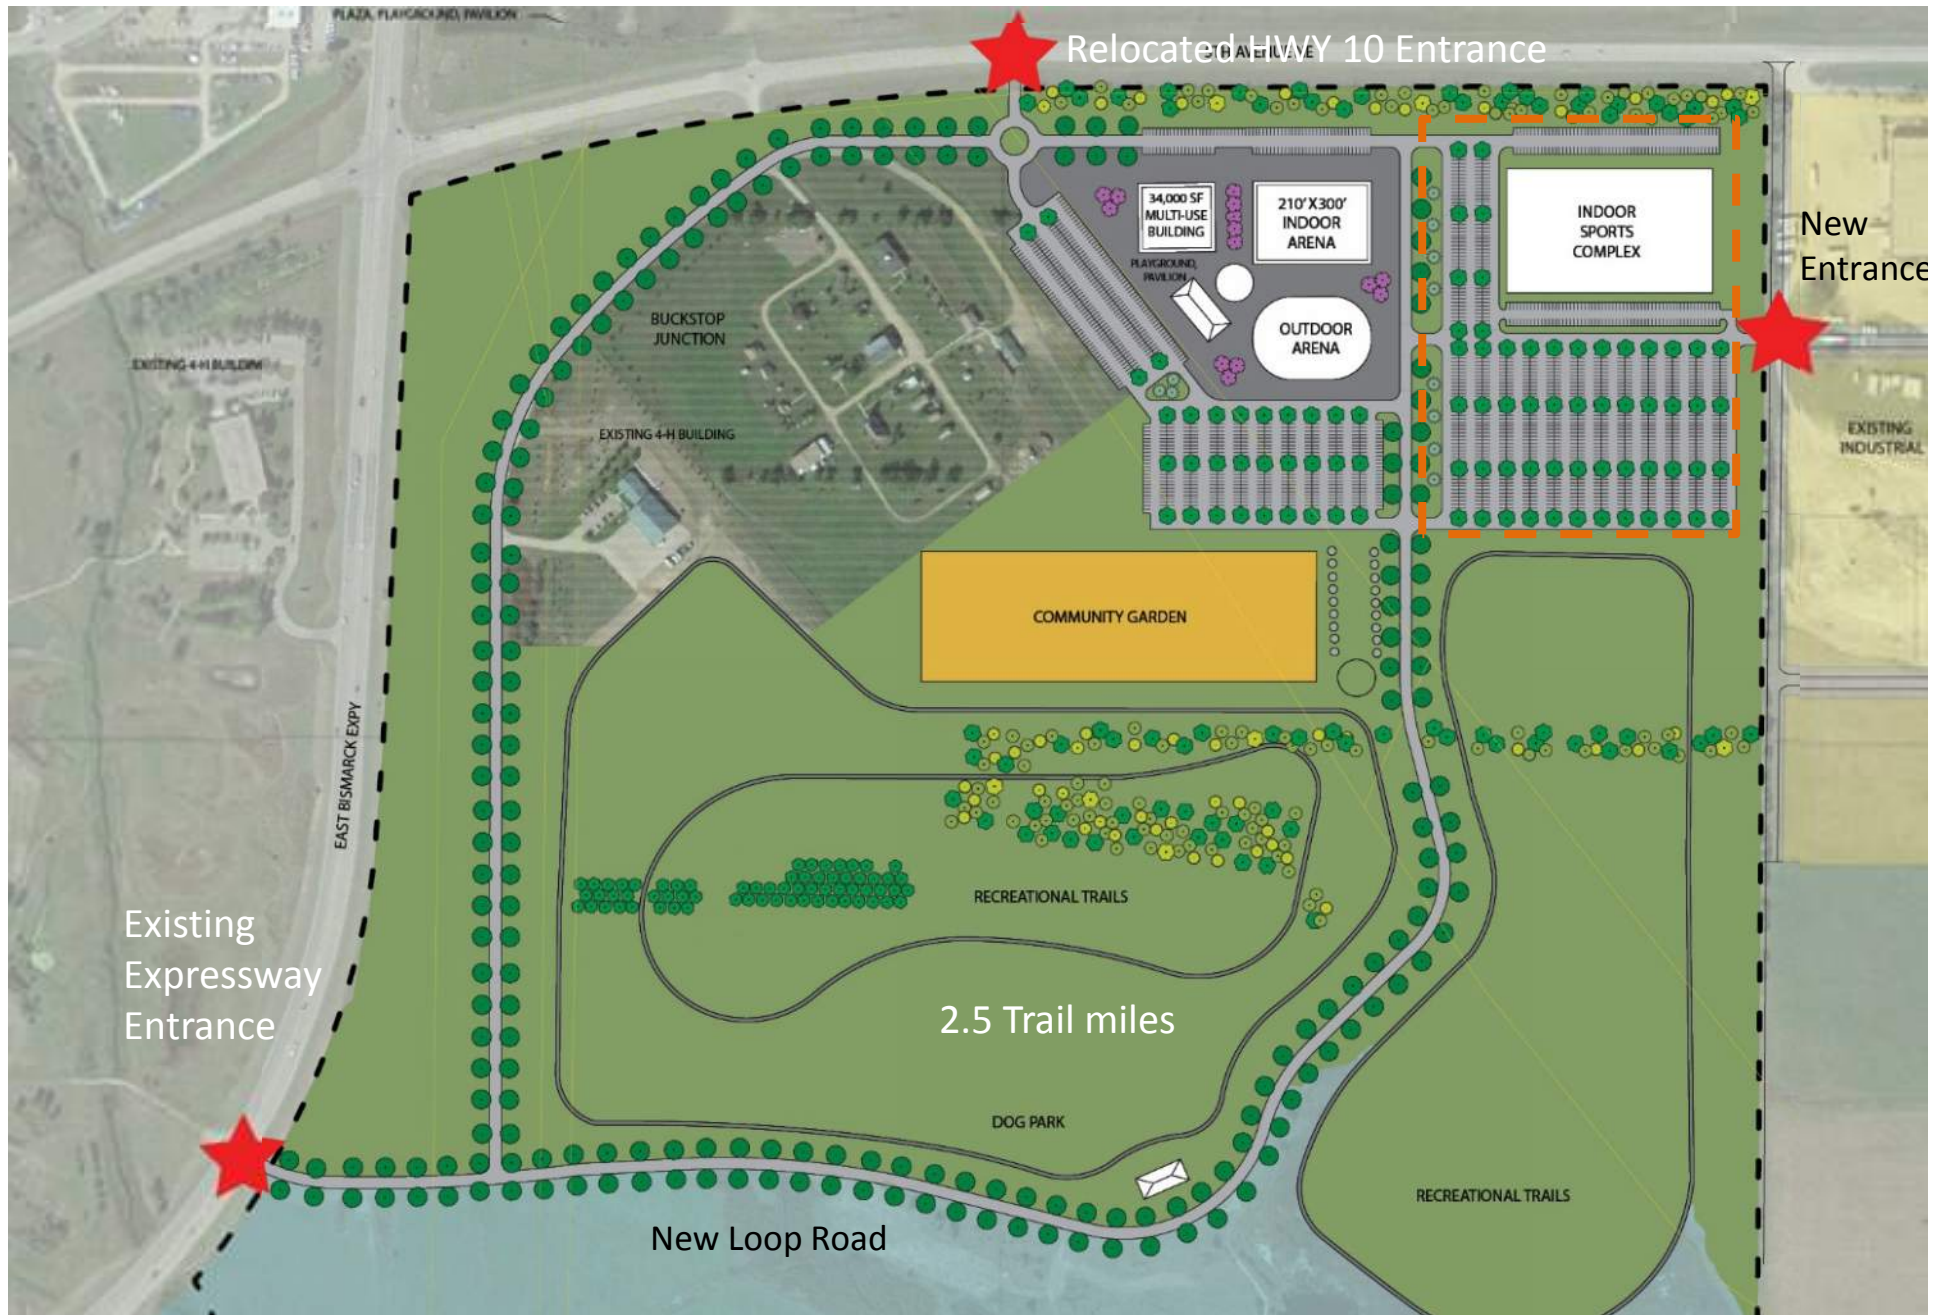 PLAZA, PLAYGROUND, PAVILION
Relocated HWY 10 Entrance
34,000 SF
MULTI-USE
BUILDING
210'X300'
INDOOR
ARENA
INDOOR
SPORTS
COMPLEX
New
Entrance
PLAYGROUND,
PAVILION
BUCKSTOP
JUNCTION
OUTDOOR
ARENA
EXISTING 4-H BUILDING
EXISTING 4-H BUILDING
EXISTING
INDUSTRIAL
COMMUNITY GARDEN
EAST BISMARCK EXPY
RECREATIONAL TRAILS
Existing
Expressway
Entrance
2.5 Trail miles
DOG PARK
RECREATIONAL TRAILS
New Loop Road